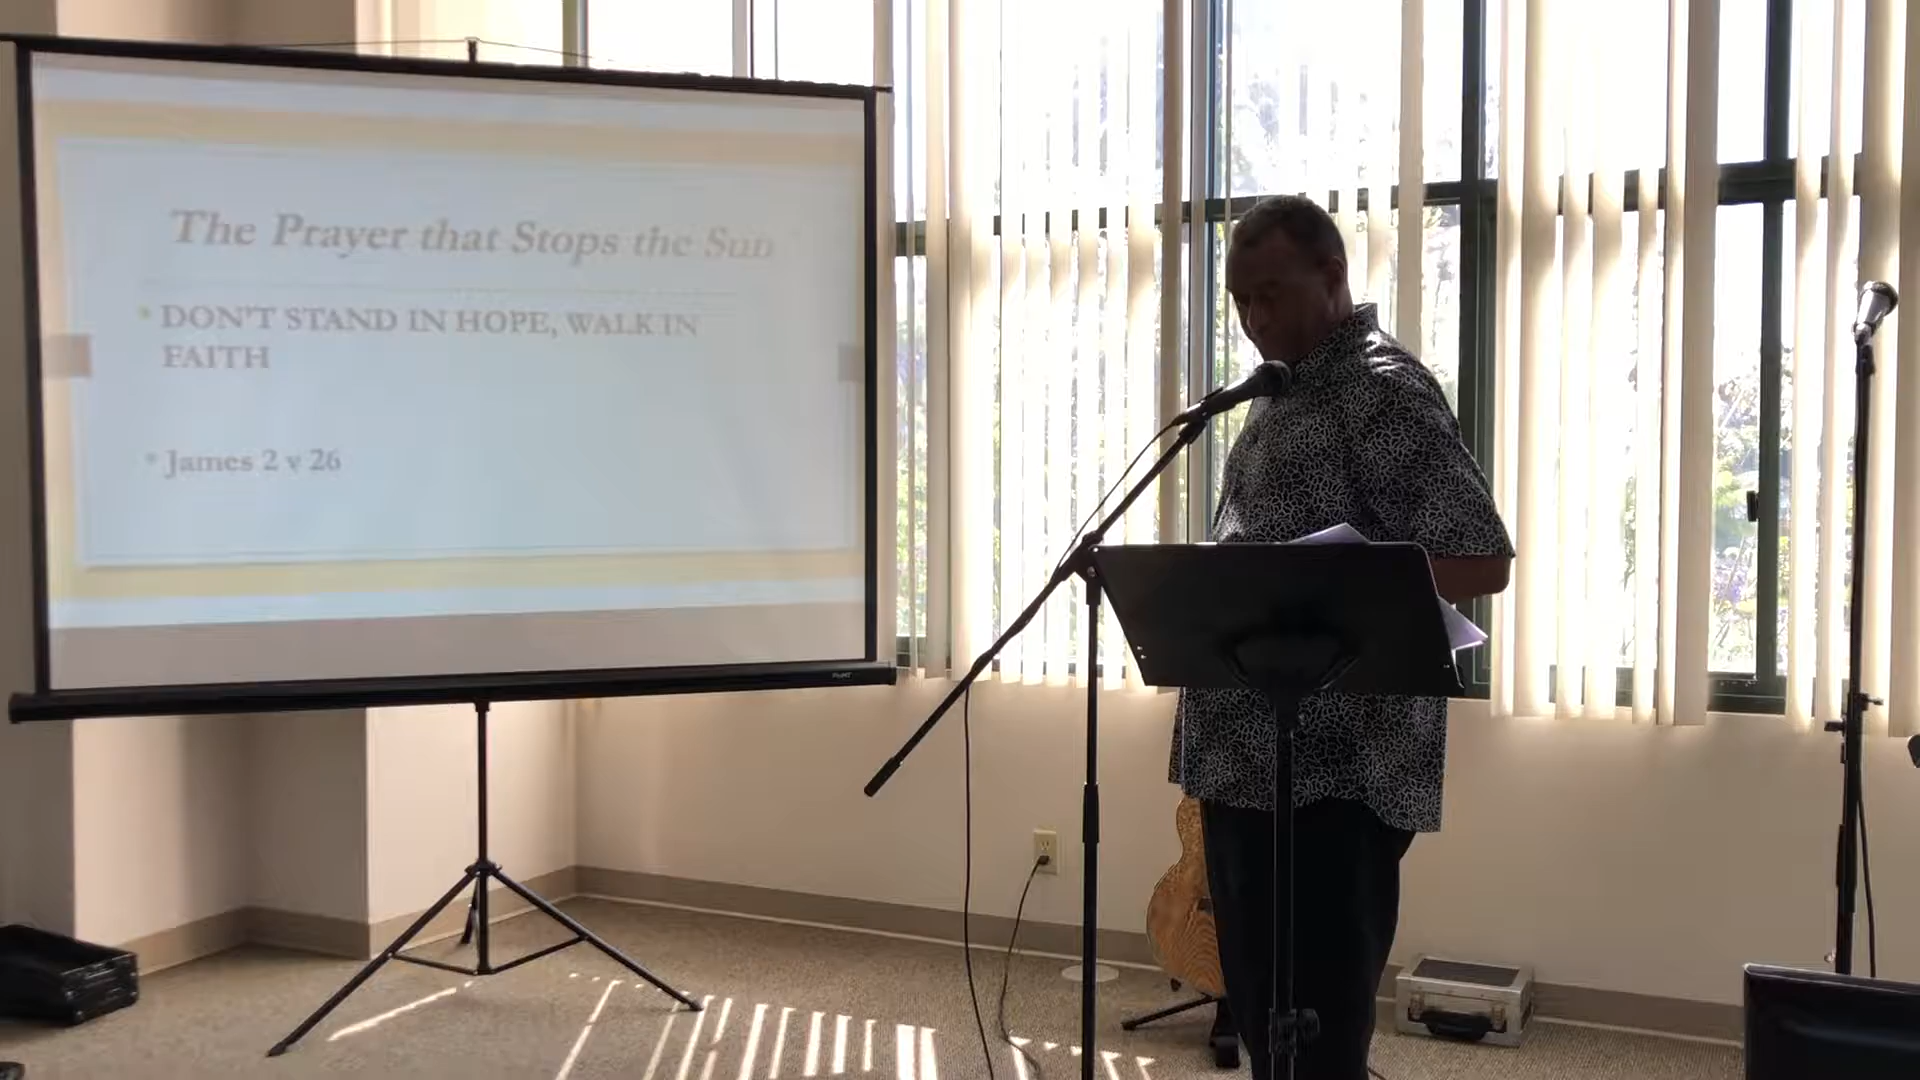 The Prayer that Stops the Sun
DON'T STAND IN HOPE, WALK IN
FAITH
James 2 v 26